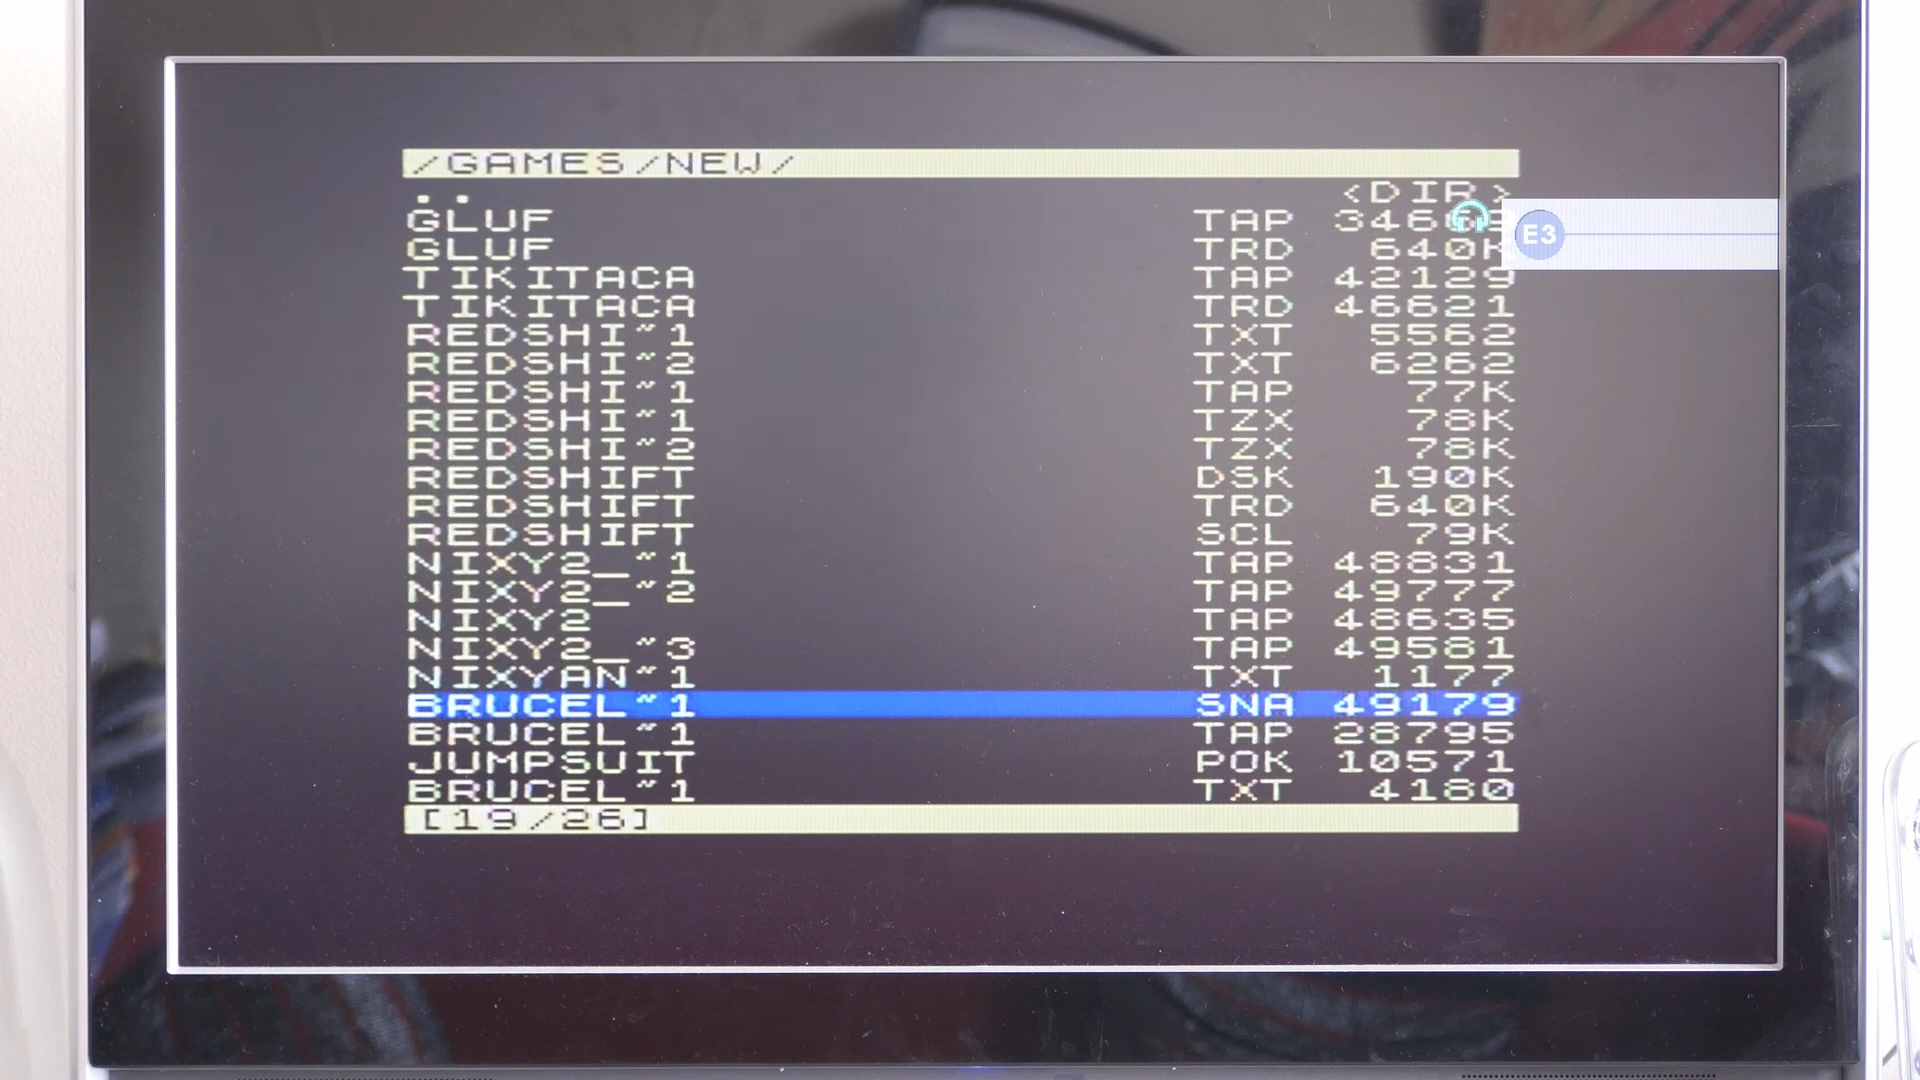 /GAMES/NEW/
.. <DIR>
GLUF TAP
GLUF TRD 640K
TIKITACA TAP 42129
TIKITACA TRD 46621
REDSHI~1 TXT 5562
REDSHI~2 TXT 6262
REDSHI~1 TAP 77K
REDSHI~1 TZX 78K
REDSHI~2 TZX 78K
REDSHIFT DSK 190K
REDSHIFT TRD 640K
REDSHIFT SCL 79K
NIXY2_~1 TAP 48831
NIXY2_~2 TAP 49777
NIXY2 TAP 48635
NIXY2_~3 TAP 49581
NIXYAN~1 TXT 1177
BRUCEL~1 SNA 49179
BRUCEL~1 TAP 28795
JUMPSUIT POK 10571
BRUCEL~1 TXT 4180
[19/26]
E3